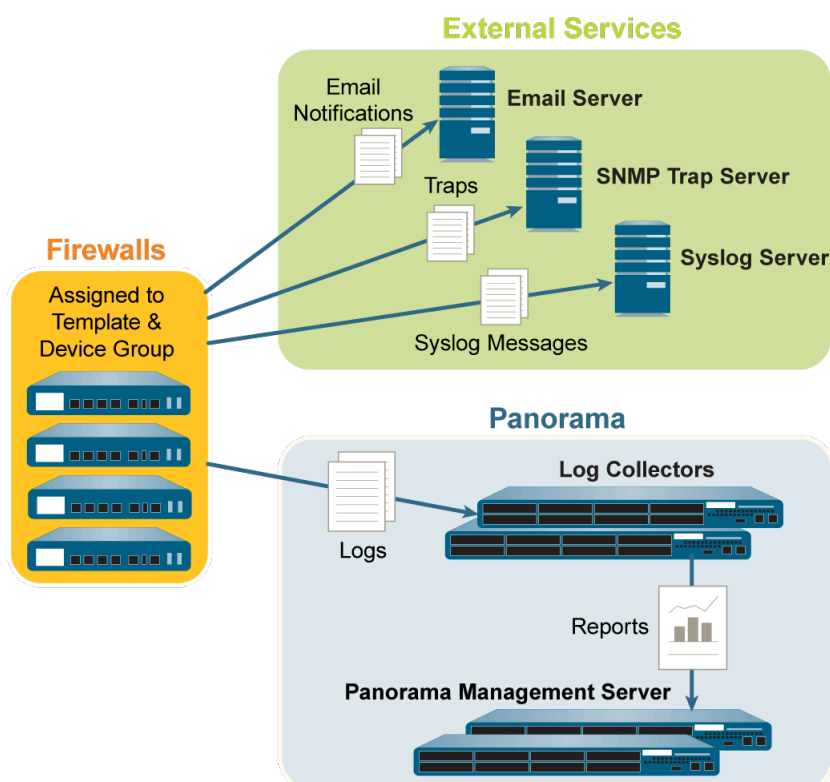 External Services
Email
Notifications
Email Server
Traps
SNMP Trap Server
Syslog Server
Syslog Messages
Firewalls
Assigned to
Template &
Device Group
Panorama
Log Collectors
Logs
Reports
Panorama Management Server